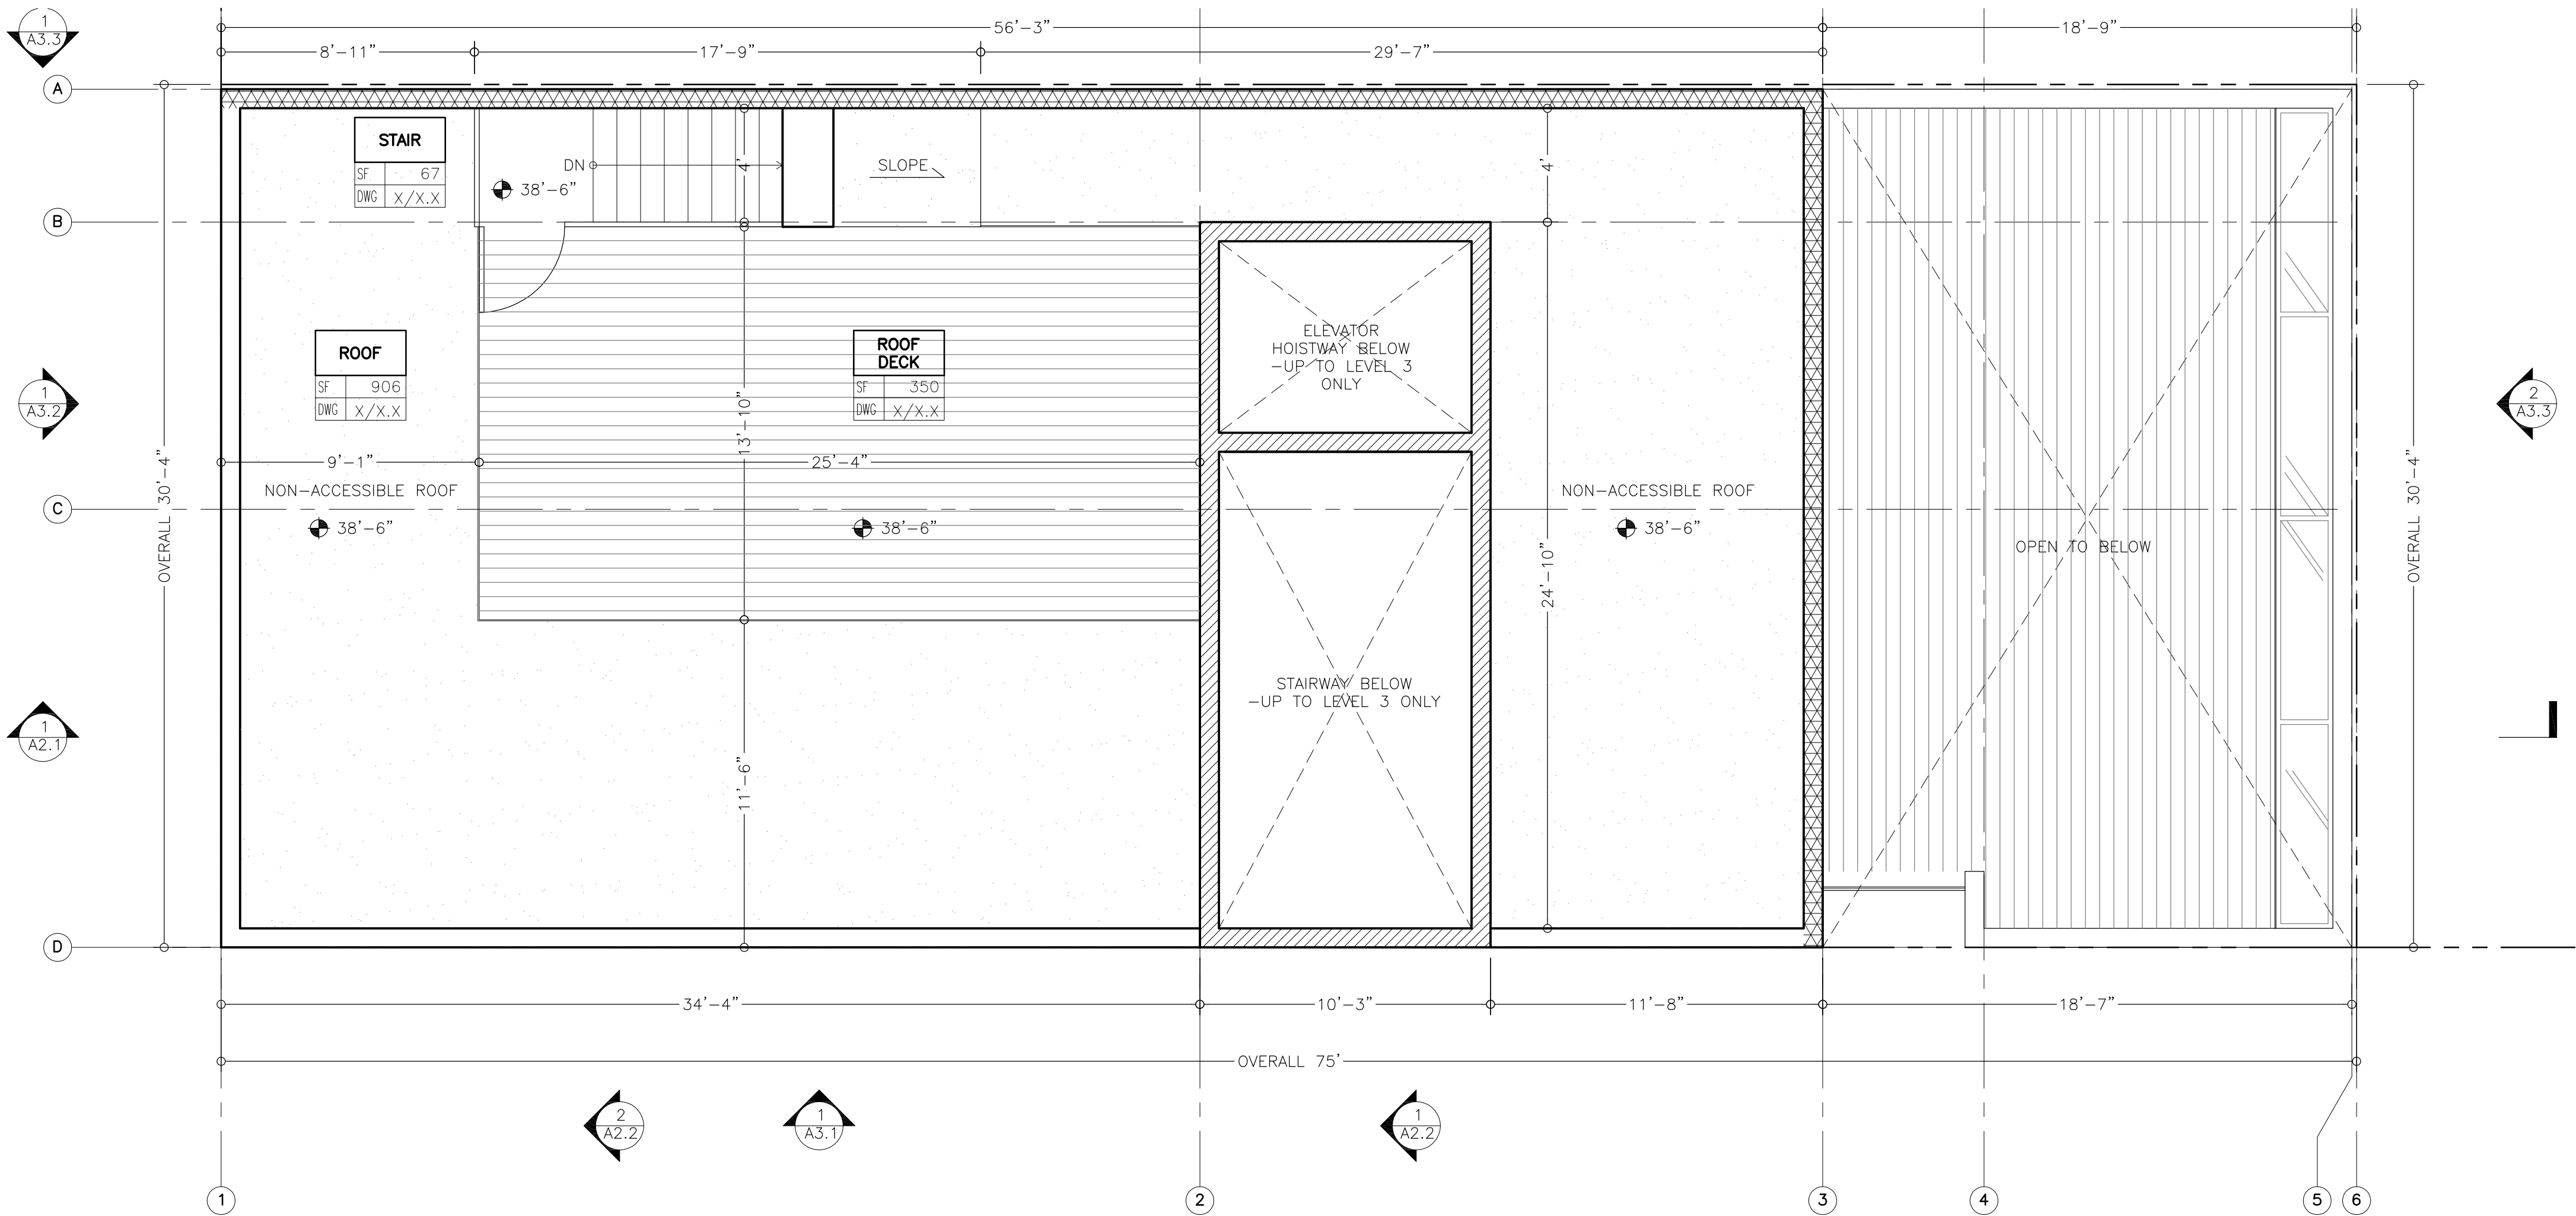 1
A3.3
56'-3"
18'-9"
8'-11"
17'-9"
29'-7"
A
STAIR
SF 67
DWG X/X.X
DN
38'-6"
4'
SLOPE
4'
B
ROOF
SF 906
DWG X/X.X
ROOF
DECK
SF 350
DWG X/X.X
ELEVATOR
HOISTWAY BELOW
-UP TO LEVEL 3
ONLY
1
A3.2
2
A3.3
13'-10"
9'-1"
25'-4"
OVERALL 30'-4"
OVERALL 30'-4"
NON-ACCESSIBLE ROOF
NON-ACCESSIBLE ROOF
C
38'-6"
38'-6"
38'-6"
OPEN TO BELOW
24'-10"
STAIRWAY BELOW
-UP TO LEVEL 3 ONLY
1
A2.1
11'-6"
D
34'-4"
10'-3"
11'-8"
18'-7"
OVERALL 75'
2
A2.2
1
A3.1
1
A2.2
1
2
3
4
5
6